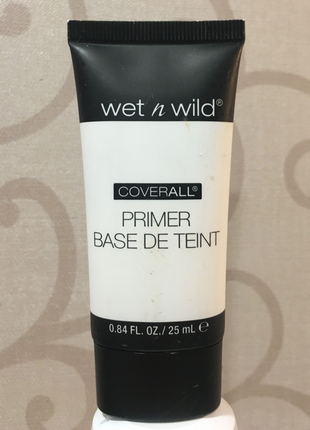 wet n wild®
COVERALL®
PRIMER
BASE DE TEINT
0.84 FL. OZ./ 25 mL ℮